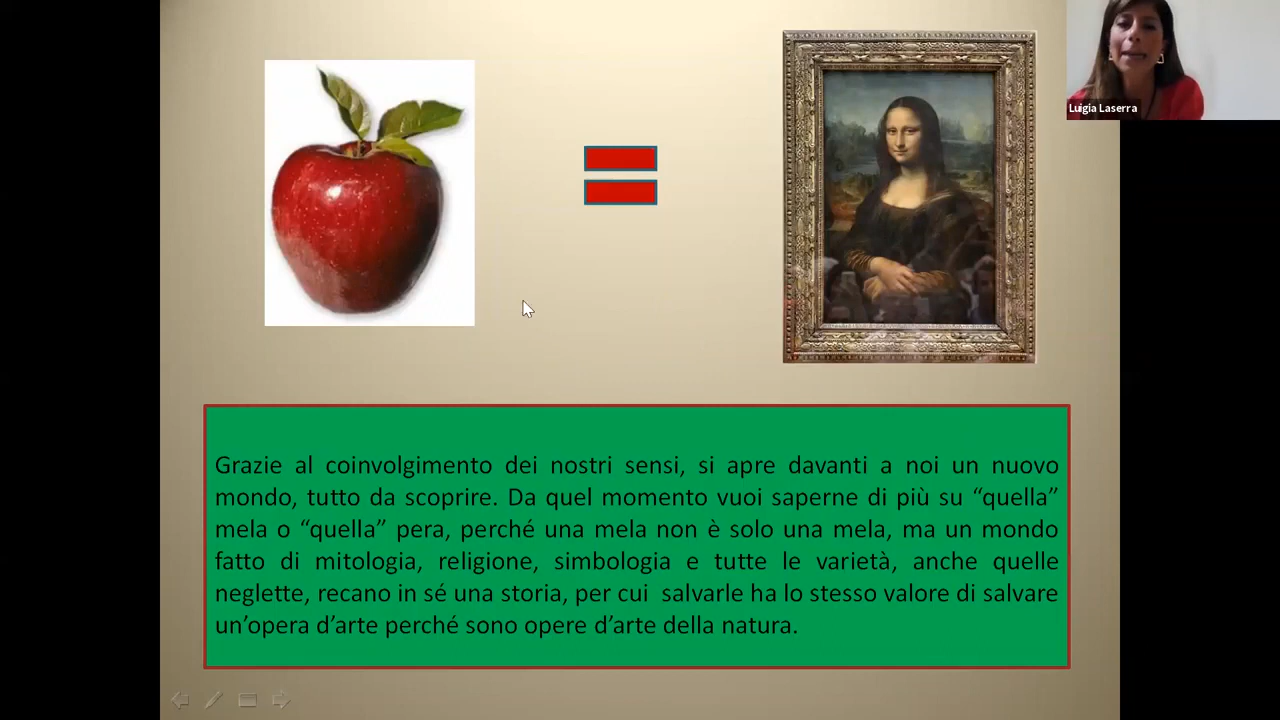 Luigia Laserra
Grazie al coinvolgimento dei nostri sensi, si apre davanti a noi un nuovo
mondo, tutto da scoprire. Da quel momento vuoi saperne di più su “quella”
mela o “quella” pera, perché una mela non è solo una mela, ma un mondo
fatto di mitologia, religione, simbologia e tutte le varietà, anche quelle
neglette, recano in sé una storia, per cui  salvarle ha lo stesso valore di salvare
un’opera d’arte perché sono opere d’arte della natura.